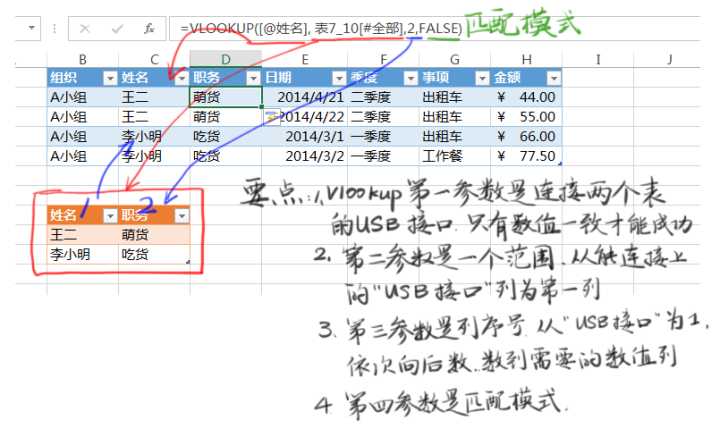 =VLOOKUP([@姓名], 表7_10[#全部],2,FALSE) 匹配模式
B C D E F G H I J
组织 姓名 职务 日期 季度 事项 金额
A小组 王二 萌货 2014/4/21 二季度 出租车 ¥ 44.00
A小组 王二 萌货 2014/4/22 二季度 出租车 ¥ 55.00
A小组 李小明 吃货 2014/3/1 一季度 出租车 ¥ 66.00
A小组 李小明 吃货 2014/3/2 一季度 工作餐 ¥ 77.50
1 2
姓名 职务
王二 萌货
李小明 吃货
要点:1,Vlookup第一参数是连接两个表
的USB接口.只有数值一致才能成功
2.第二参数是一个范围.从能连接上
的"USB接口"列为第一列
3.第三参数是列序号.从"USB接口"为1,
依次向后数.数到需要的数值列
4 第四参数是匹配模式.